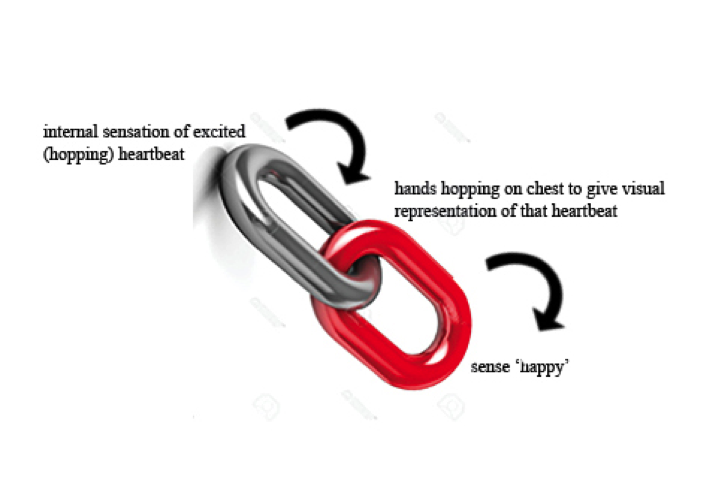 internal sensation of excited
(hopping) heartbeat
hands hopping on chest to give visual
representation of that heartbeat
sense ‘happy’